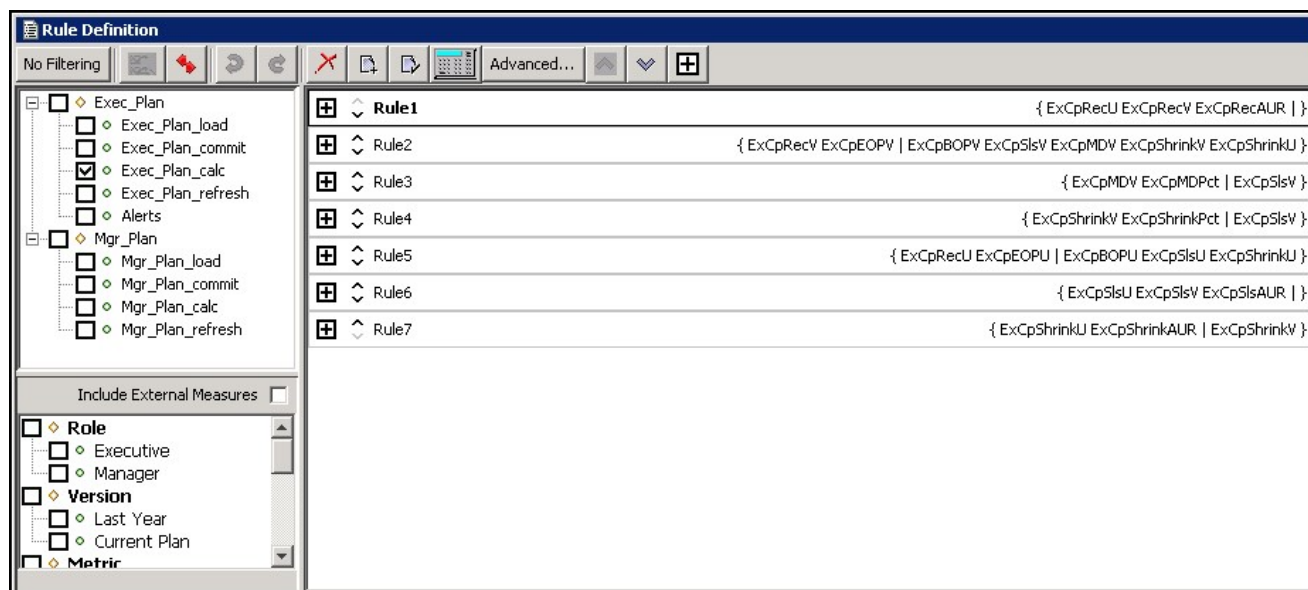 Rule Definition
No Filtering
Advanced...
Exec_Plan
Exec_Plan_load
Exec_Plan_commit
Exec_Plan_calc
Exec_Plan_refresh
Alerts
Mgr_Plan
Mgr_Plan_load
Mgr_Plan_commit
Mgr_Plan_calc
Mgr_Plan_refresh
Include External Measures
Role
Executive
Manager
Version
Last Year
Current Plan
Metric
Rule1 { ExCpRecU ExCpRecV ExCpRecAUR | }
Rule2 { ExCpRecV ExCpEOPV | ExCpBOPV ExCpSlsV ExCpMDV ExCpShrinkV ExCpShrinkU }
Rule3 { ExCpMDV ExCpMDPct | ExCpSlsV }
Rule4 { ExCpShrinkV ExCpShrinkPct | ExCpSlsV }
Rule5 { ExCpRecU ExCpEOPU | ExCpBOPU ExCpSlsU ExCpShrinkU }
Rule6 { ExCpSlsU ExCpSlsV ExCpSlsAUR | }
Rule7 { ExCpShrinkU ExCpShrinkAUR | ExCpShrinkV }